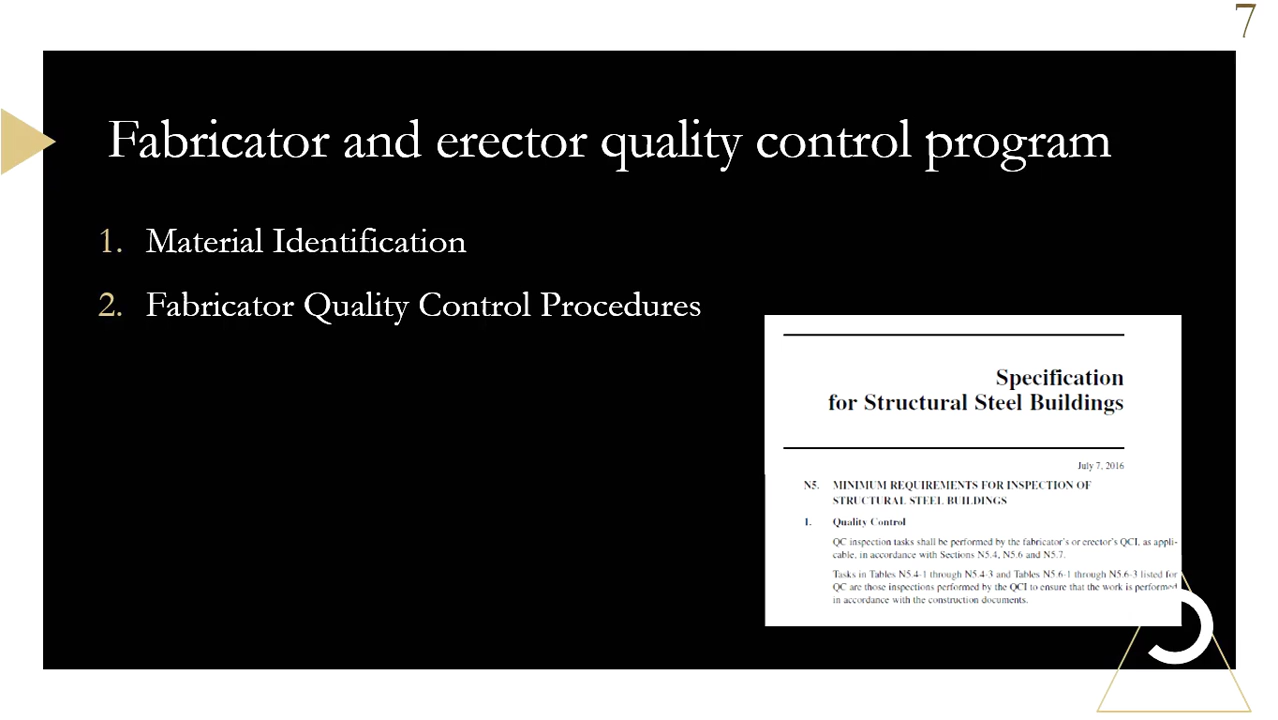 7
Fabricator and erector quality control program
1. Material Identification
2. Fabricator Quality Control Procedures
Specification
for Structural Steel Buildings
July 7, 2016
N5. MINIMUM REQUIREMENTS FOR INSPECTION OF
STRUCTURAL STEEL BUILDINGS
1. Quality Control
QC inspection tasks shall be performed by the fabricator's or erector's QCI, as appli-
cable, in accordance with Sections N5.4, N5.6 and N5.7.
Tasks in Tables N5.4-1 through N5.4-3 and Tables N5.6-1 through N5.6-3 listed for
QC are those inspections performed by the QCI to ensure that the work is performed
in accordance with the construction documents.